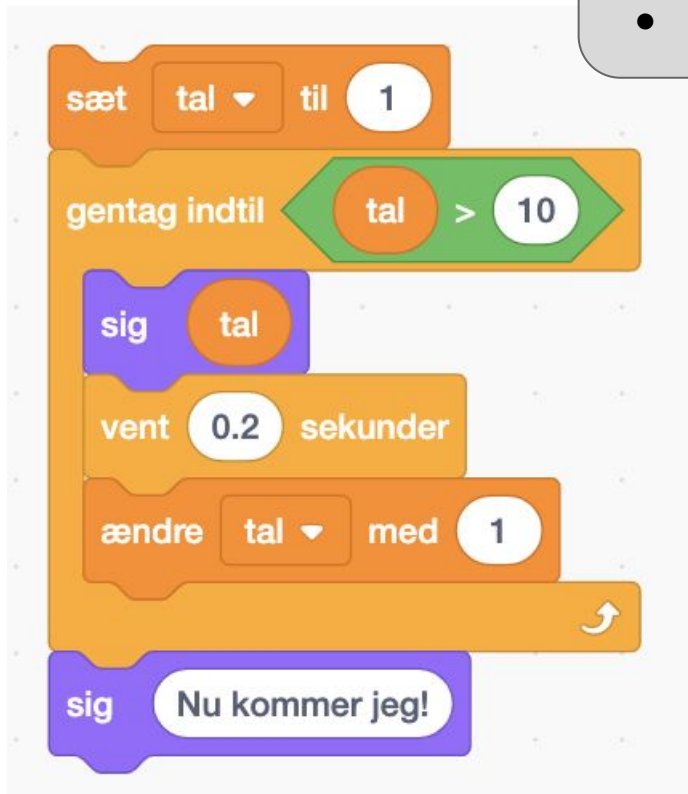 sæt tal til 1
gentag indtil tal > 10
sig tal
vent 0.2 sekunder
ændre tal med 1
sig Nu kommer jeg!